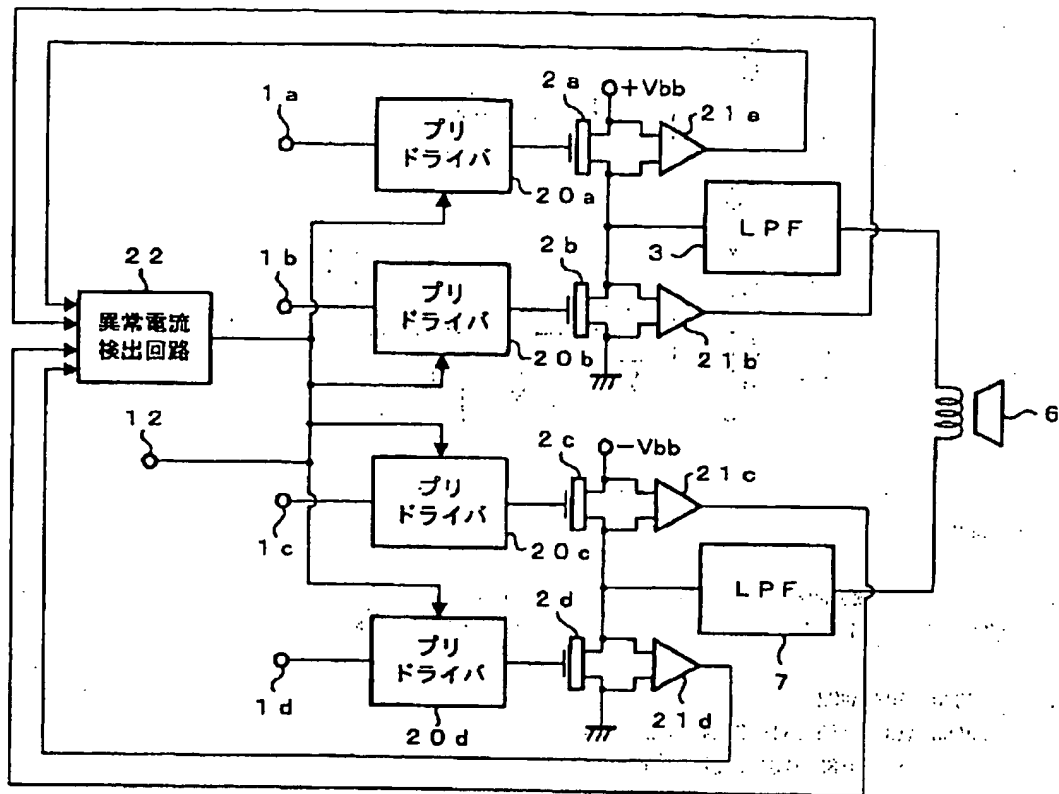 2a
+Vbb
21a
1a
プリ
ドライバ
20a
LPF
3
22
1b
2b
異常電流
検出回路
プリ
ドライバ
20b
21b
6
12
2c
-Vbb
21c
プリ
ドライバ
1c
20c
LPF
2d
7
プリ
ドライバ
1d
20d
21d